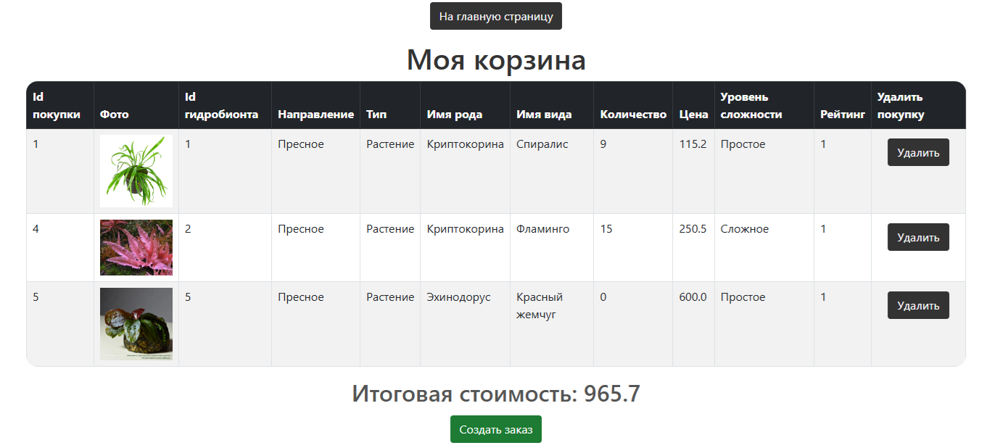 На главную страницу
Моя корзина
Id покупки Фото Id гидробионта Направление Тип Имя рода Имя вида Количество Цена Уровень сложности Рейтинг Удалить покупку
1 1 Пресное Растение Криптокорина Спиралис 9 115.2 Простое 1 Удалить
4 2 Пресное Растение Криптокорина Фламинго 15 250.5 Сложное 1 Удалить
5 5 Пресное Растение Эхинодорус Красный жемчуг 0 600.0 Простое 1 Удалить
Итоговая стоимость: 965.7
Создать заказ